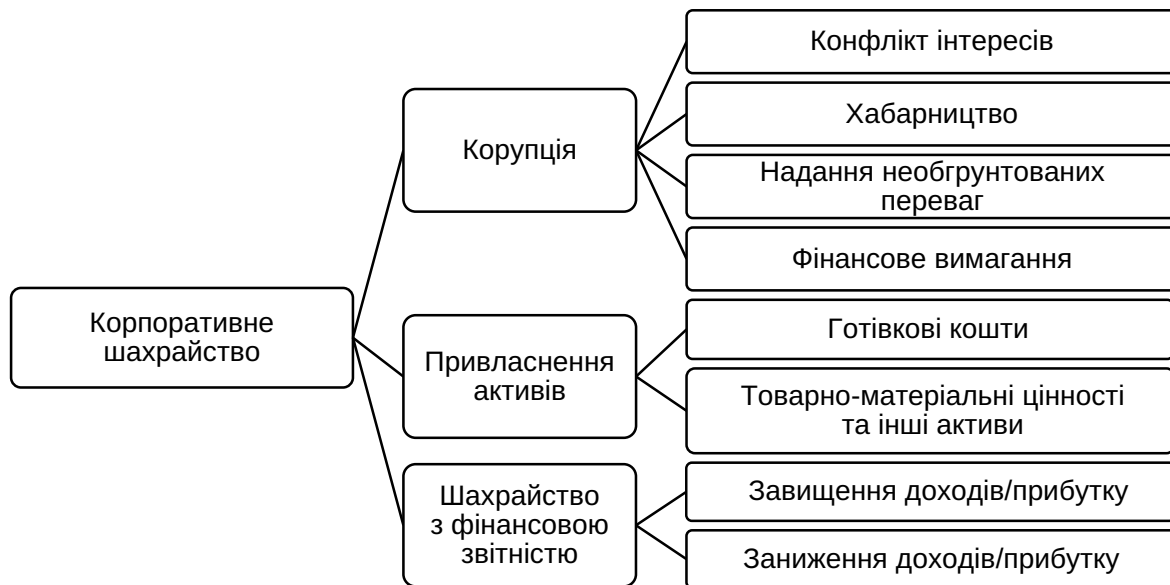 Корпоративне
шахрайство
Корупція
Конфлікт інтересів
Хабарництво
Надання необгрунтованих
переваг
Фінансове вимагання
Привласнення
активів
Готівкові кошти
Товарно-матеріальні цінності
та інші активи
Шахрайство
з фінансовою
звітністю
Завищення доходів/прибутку
Заниження доходів/прибутку